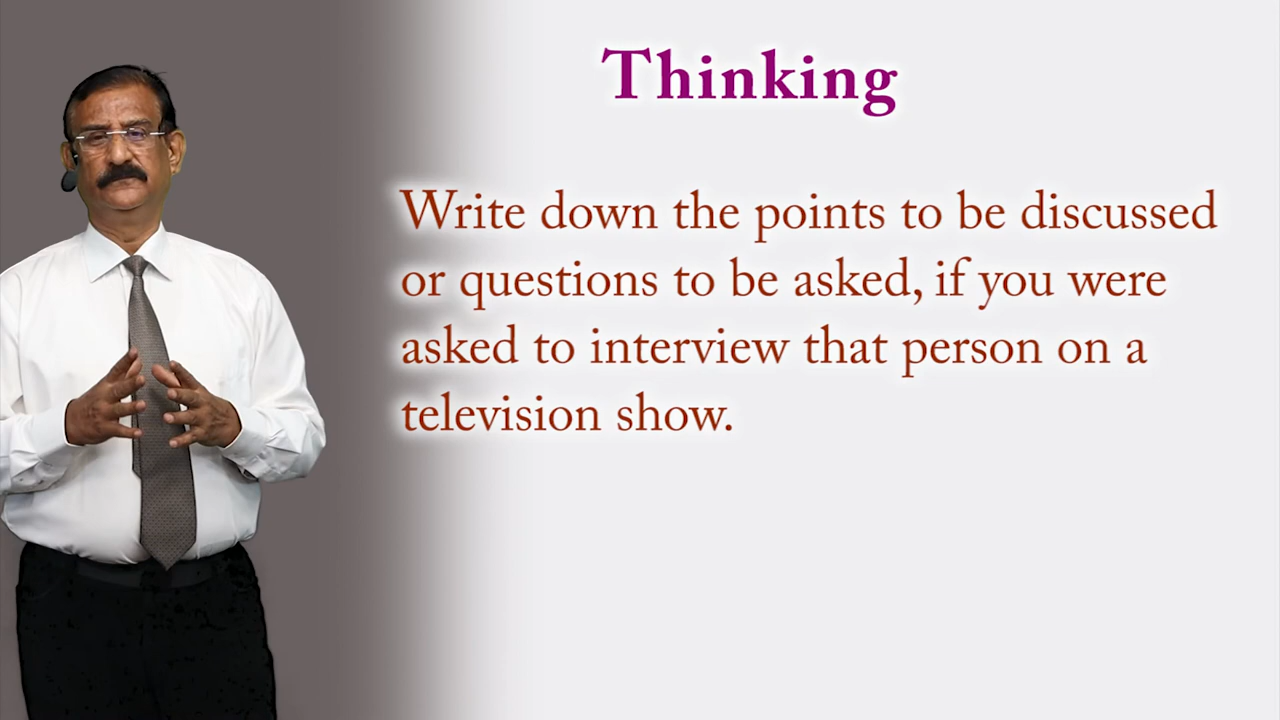 Thinking
Write down the points to be discussed
or questions to be asked, if you were
asked to interview that person on a
television show.